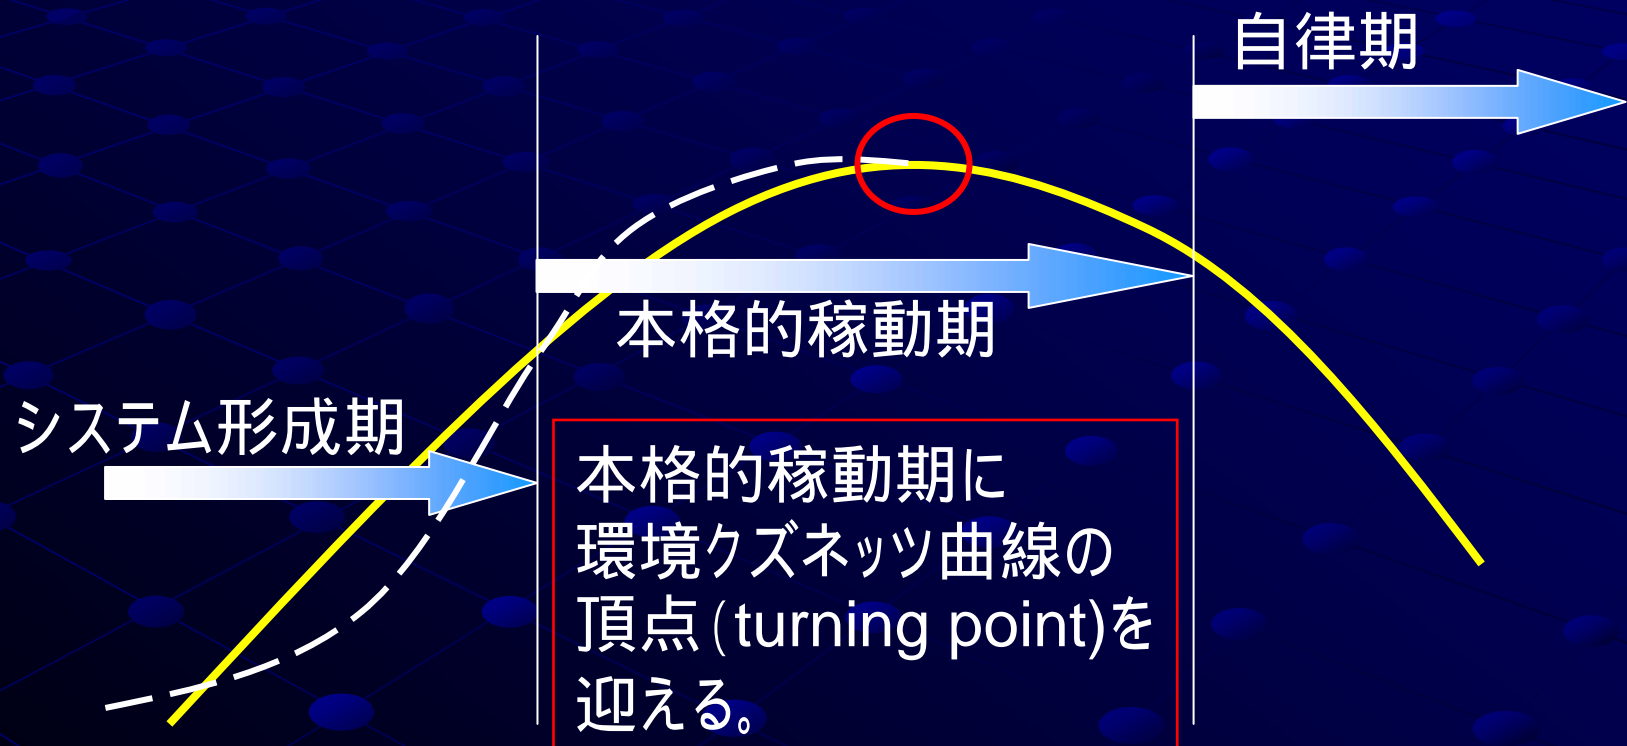 自律期
本格的稼動期
システム形成期
本格的稼動期に
環境クズネッツ曲線の
頂点(turning point)を
迎える。